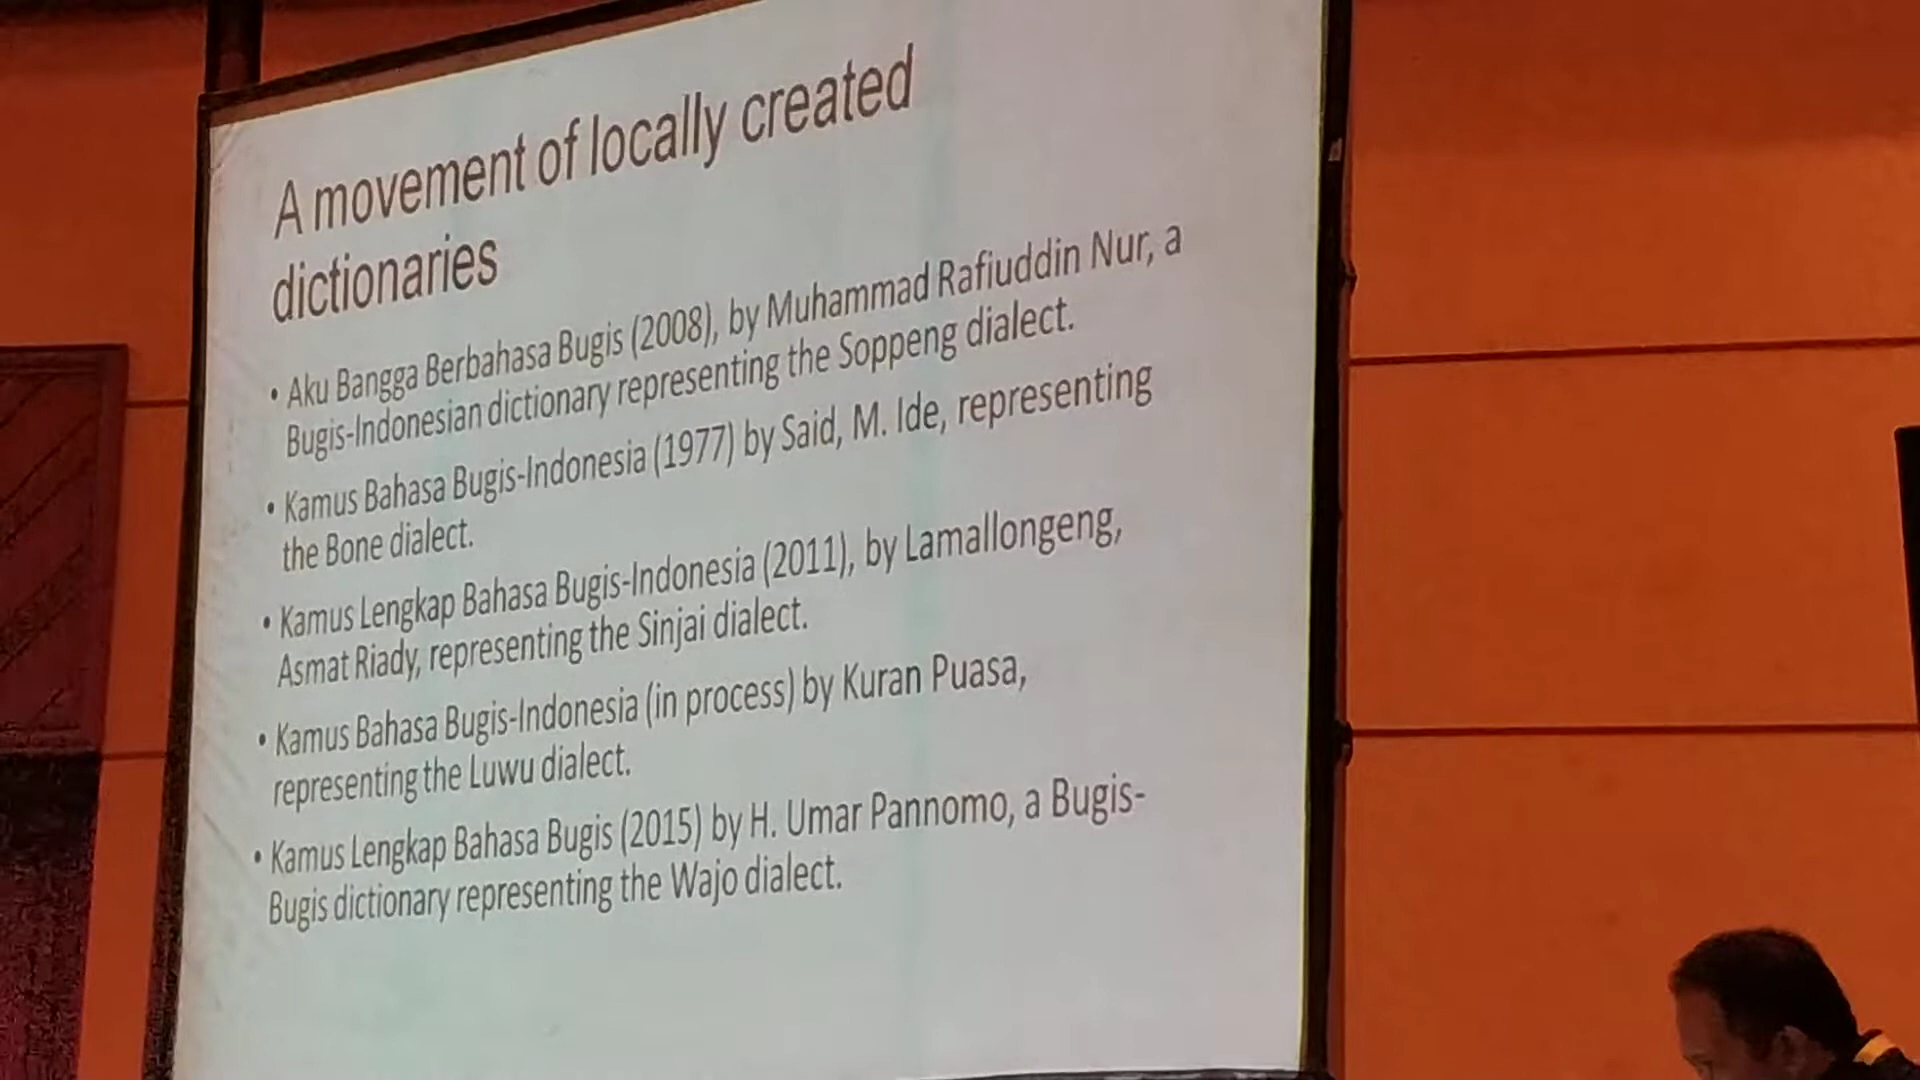 A movement of locally created
dictionaries
• Aku Bangga Berbahasa Bugis (2008), by Muhammad Rafiuddin Nur, a
Bugis-Indonesian dictionary representing the Soppeng dialect.
• Kamus Bahasa Bugis-Indonesia (1977) by Said, M. Ide, representing
the Bone dialect.
• Kamus Lengkap Bahasa Bugis-Indonesia (2011), by Lamallongeng,
Asmat Riady, representing the Sinjai dialect.
• Kamus Bahasa Bugis-Indonesia (in process) by Kuran Puasa,
representing the Luwu dialect.
• Kamus Lengkap Bahasa Bugis (2015) by H. Umar Pannomo, a Bugis-
Bugis dictionary representing the Wajo dialect.